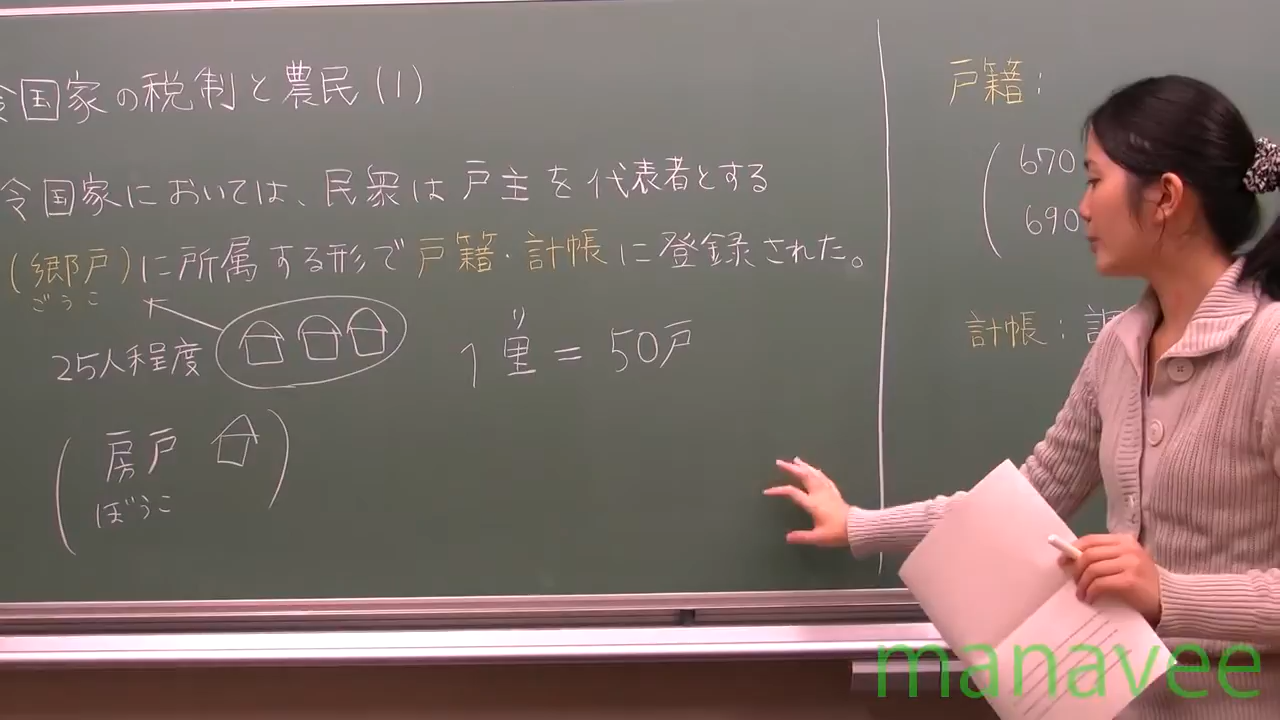 令国家の税制と農民(1)
令国家においては、民衆は戸主を代表者とする
(郷戸)に所属する形で戸籍・計帳に登録された。
ごうこ
25人程度
り
1里=50戸
(房戸)
ぼうこ
戸籍:
(670
690
計帳:調
manavee